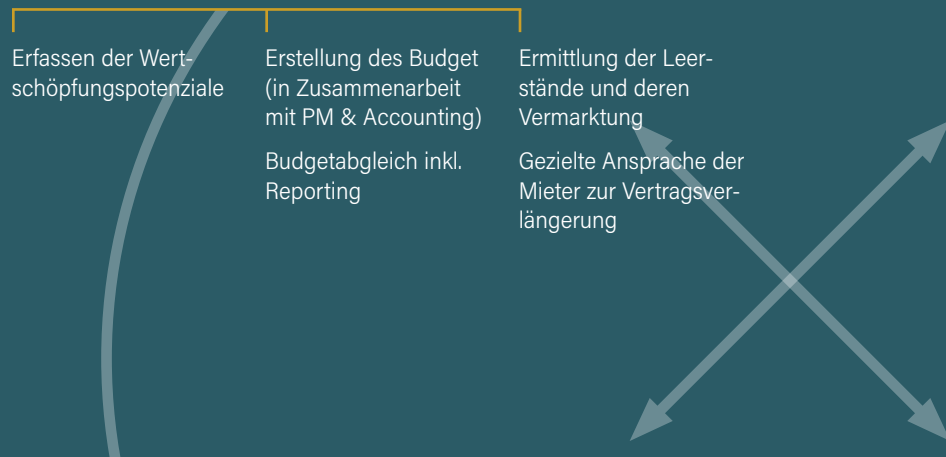 Erfassen der Wert-
schöpfungspotenziale
Erstellung des Budget
(in Zusammenarbeit
mit PM & Accounting)
Budgetabgleich inkl.
Reporting
Ermittlung der Leer-
stände und deren
Vermarktung
Gezielte Ansprache der
Mieter zur Vertragsver-
längerung